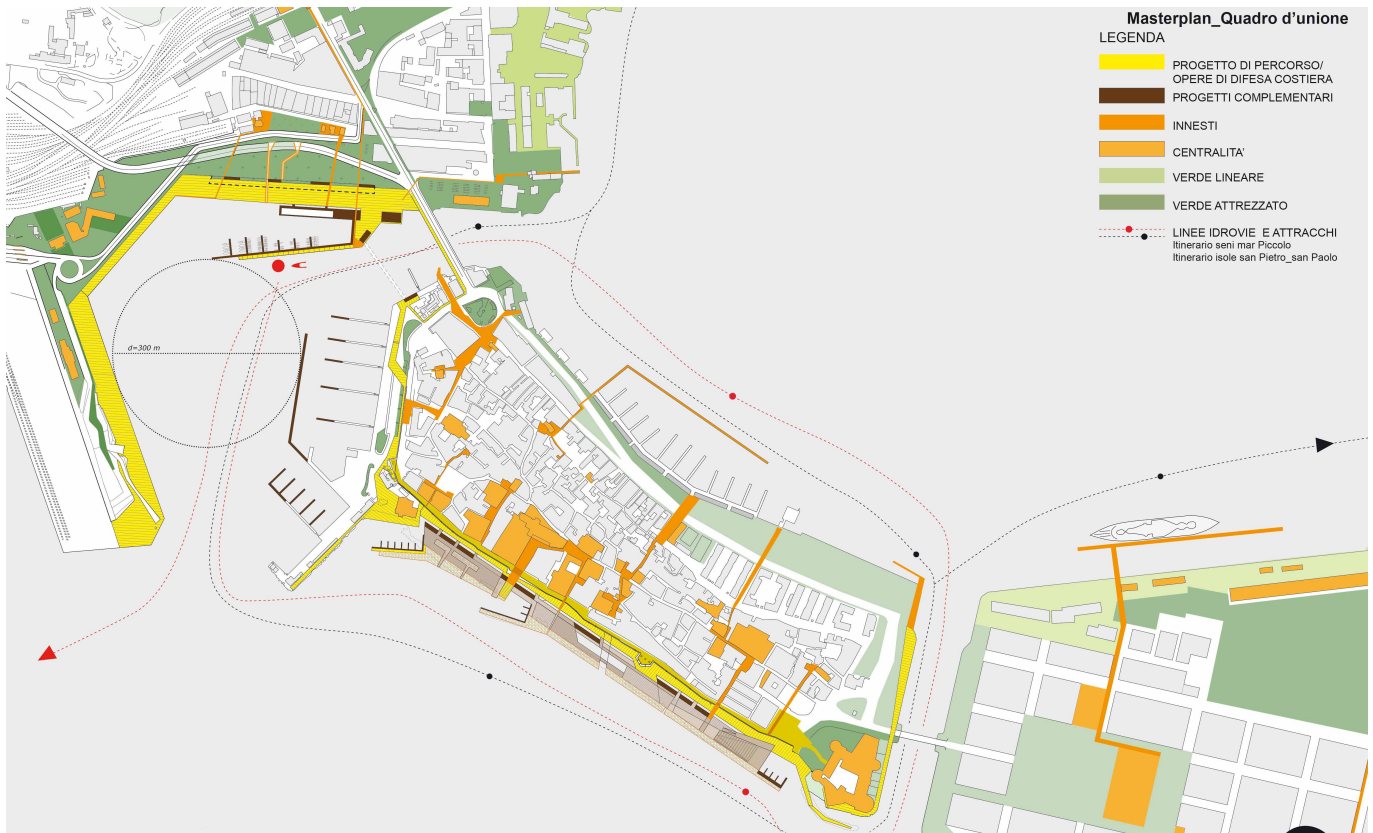 Masterplan_Quadro d'unione
LEGENDA
PROGETTO DI PERCORSO/
OPERE DI DIFESA COSTIERA
PROGETTI COMPLEMENTARI
INNESTI
CENTRALITA'
VERDE LINEARE
VERDE ATTREZZATO
LINEE IDROVIE E ATTRACCHI
Itinerario seni mar Piccolo
Itinerario isole san Pietro_san Paolo
d=300 m